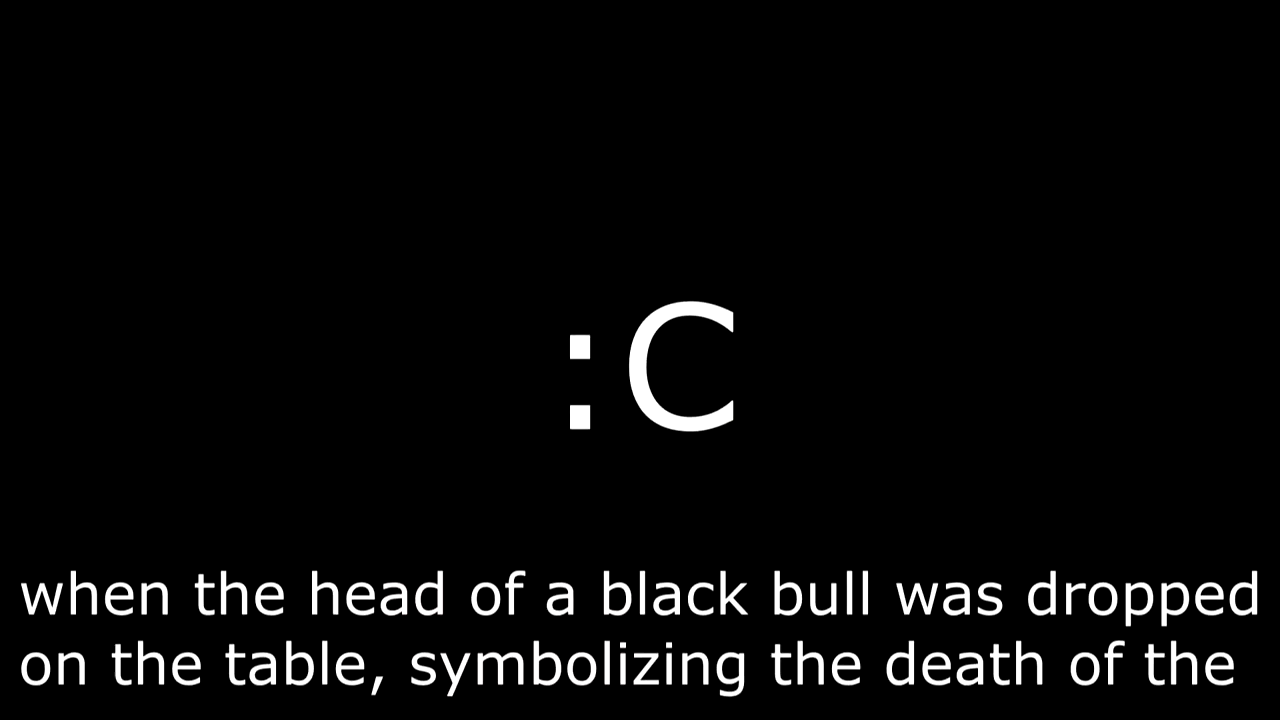 :C
when the head of a black bull was dropped
on the table, symbolizing the death of the